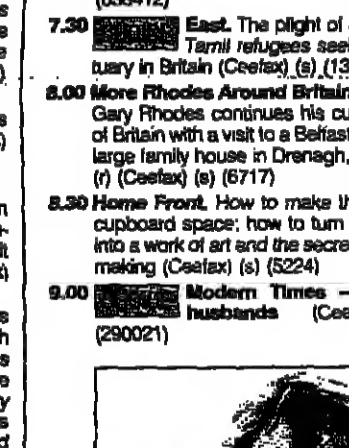 (658412)
7.30 East. The plight of
Tamil refugees see
tuary in Britain (Ceefax) (s) (13
8.00 More Rhodes Around Britain
Gary Rhodes continues his cu
of Britain with a visit to a Belfast
large family house in Drenagh,
(r) (Ceefax) (s) (6717)
8.30 Home Front. How to make th
cupboard space; how to turn
into a work of art and the secre
making (Ceefax) (s) (5224)
9.00 Modern Times –
husbands (Cee
(290021)